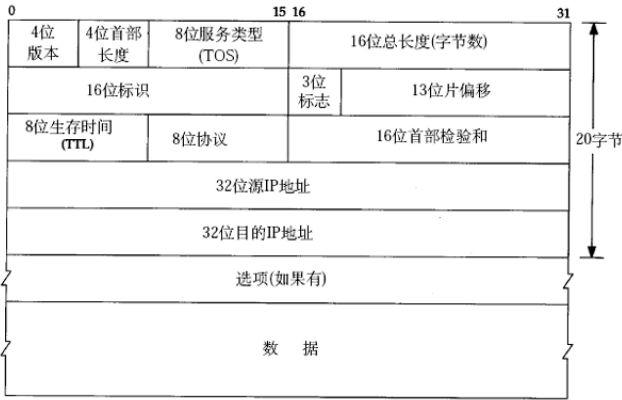 0 15 16 31
4位 版本
4位首部 长度
8位服务类型 (TOS)
16位总长度(字节数)
16位标识
3位 标志
13位片偏移
8位生存时间 (TTL)
8位协议
16位首部检验和
20字节
32位源IP地址
32位目的IP地址
选项(如果有)
数 据